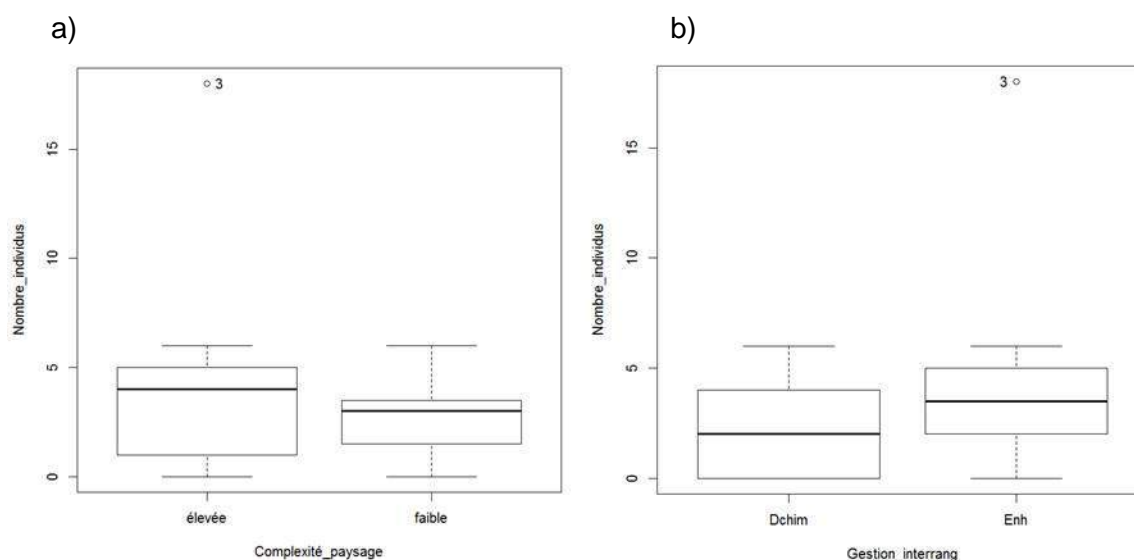 a)
Nombre_individus
15
10
5
0
3
élevée
faible
Complexité_paysage
b)
Nombre_individus
15
10
5
0
3
Dchim
Enh
Gestion_interrang